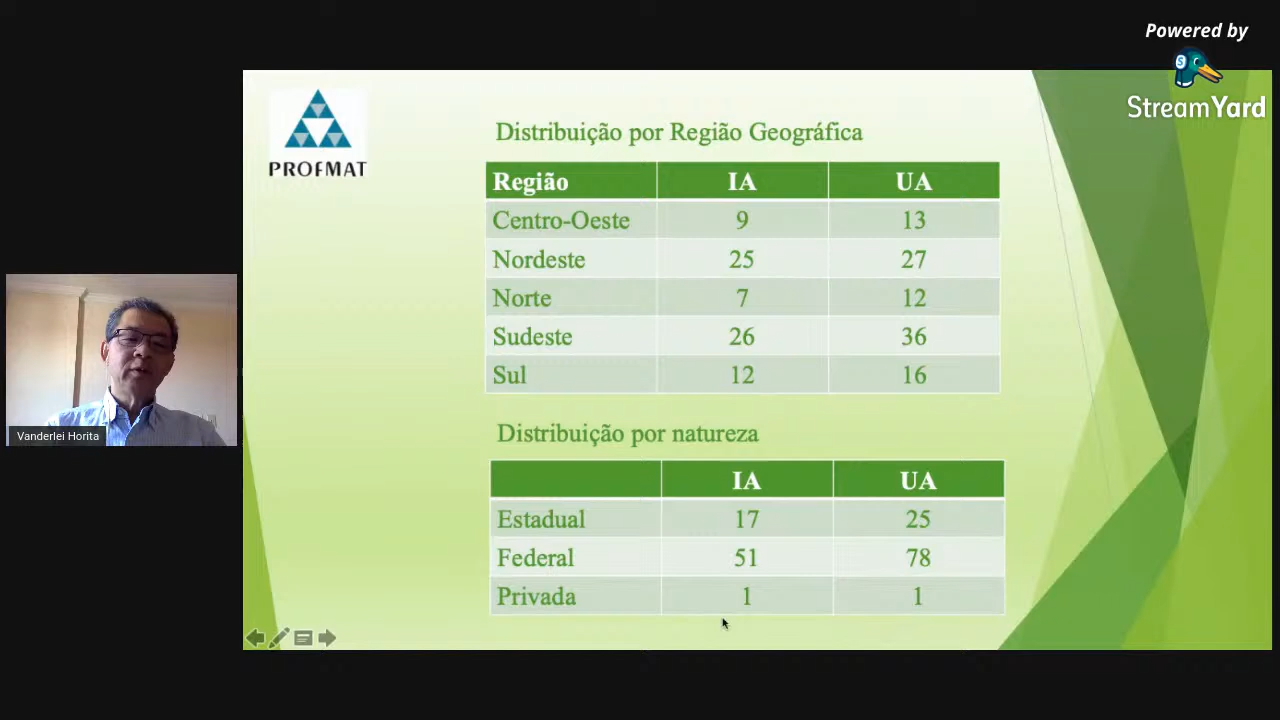 Powered by
StreamYard
PROFMAT
Distribuição por Região Geográfica
Região IA UA
Centro-Oeste 9 13
Nordeste 25 27
Norte 7 12
Sudeste 26 36
Sul 12 16
Distribuição por natureza
IA UA
Estadual 17 25
Federal 51 78
Privada 1 1
Vanderlei Horita